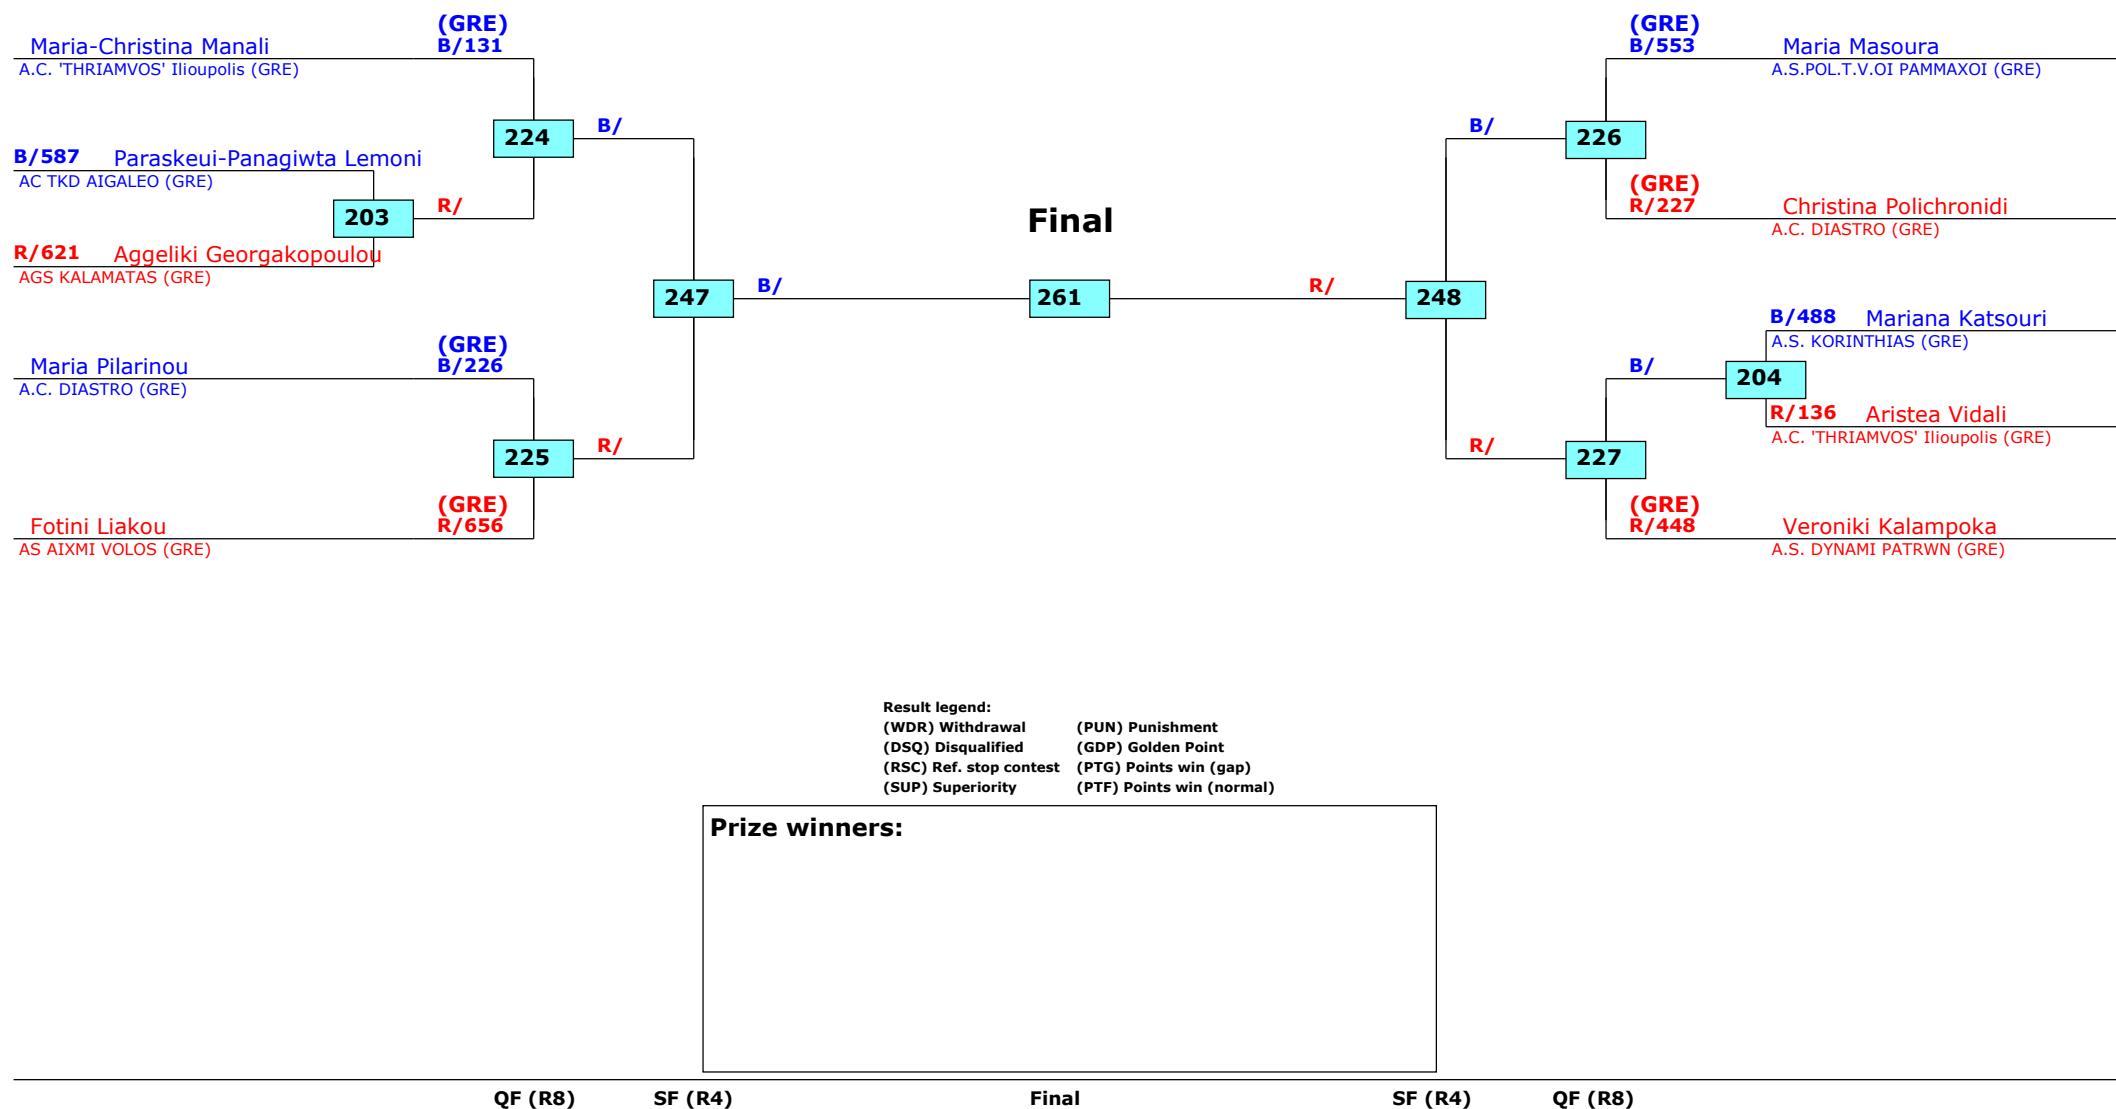 (GRE)
Maria-Christina Manali B/131
A.C. 'THRIAMVOS' Ilioupolis (GRE)
224
B/
B/587 Paraskeui-Panagiwta Lemoni
AC TKD AIGALEO (GRE)
203
R/
R/621 Aggeliki Georgakopoulou
AGS KALAMATAS (GRE)
247
B/
(GRE)
Maria Pilarinou B/226
A.C. DIASTRO (GRE)
225
R/
(GRE)
Fotini Liakou R/656
AS AIXMI VOLOS (GRE)
Final
261
R/
248
(GRE)
B/553 Maria Masoura
A.S.POL.T.V.OI PAMMAXOI (GRE)
B/
226
(GRE)
R/227 Christina Polichronidi
A.C. DIASTRO (GRE)
B/488 Mariana Katsouri
A.S. KORINTHIAS (GRE)
B/
204
R/136 Aristea Vidali
A.C. 'THRIAMVOS' Ilioupolis (GRE)
R/
227
(GRE)
R/448 Veroniki Kalampoka
A.S. DYNAMI PATRWN (GRE)
Result legend:
(WDR) Withdrawal (PUN) Punishment
(DSQ) Disqualified (GDP) Golden Point
(RSC) Ref. stop contest (PTG) Points win (gap)
(SUP) Superiority (PTF) Points win (normal)
Prize winners:
QF (R8) SF (R4) Final SF (R4) QF (R8)